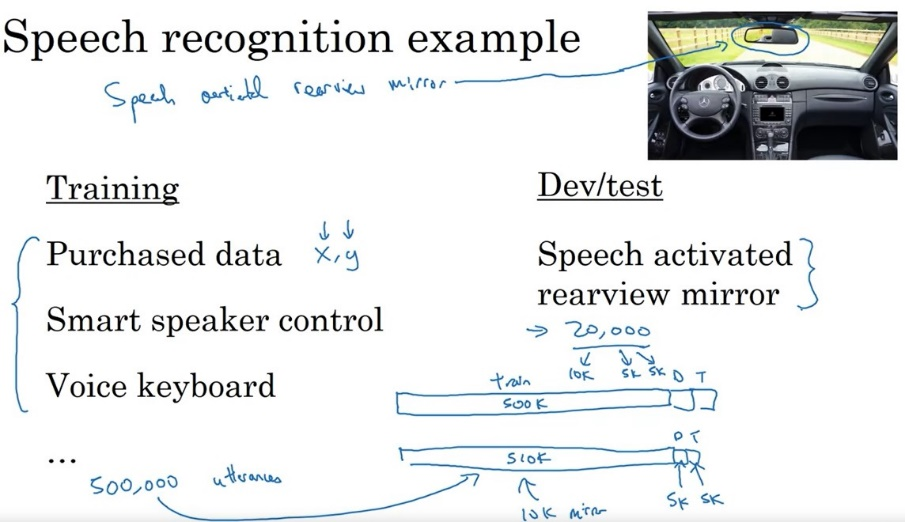 Speech recognition example
Speech activated rearview mirror
Training
Purchased data x, y
Smart speaker control
Voice keyboard
...
500,000 utterances
Dev/test
Speech activated
rearview mirror
→ 20,000
10K 5K 5K
train D T
500K
D T
510K
10K mirror
5K 5K